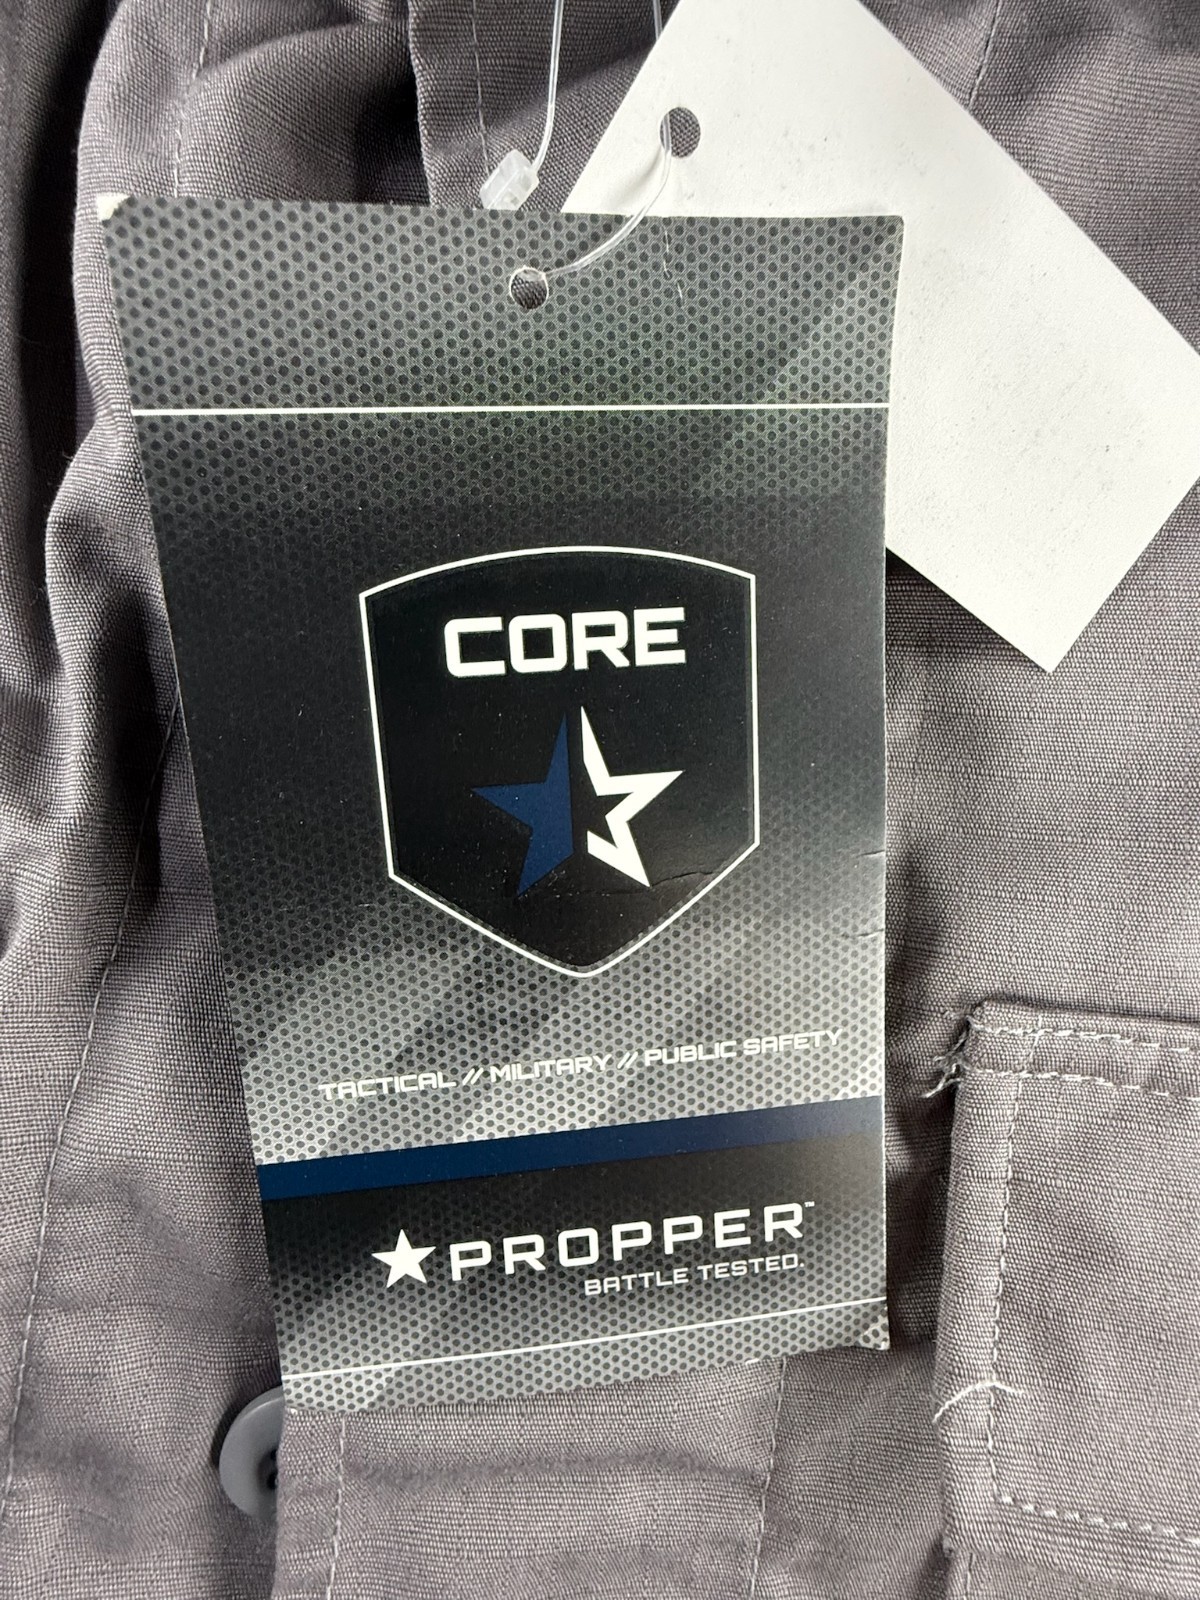 CORE
TACTICAL // MILITARY // PUBLIC SAFETY
PROPPER™
BATTLE TESTED.